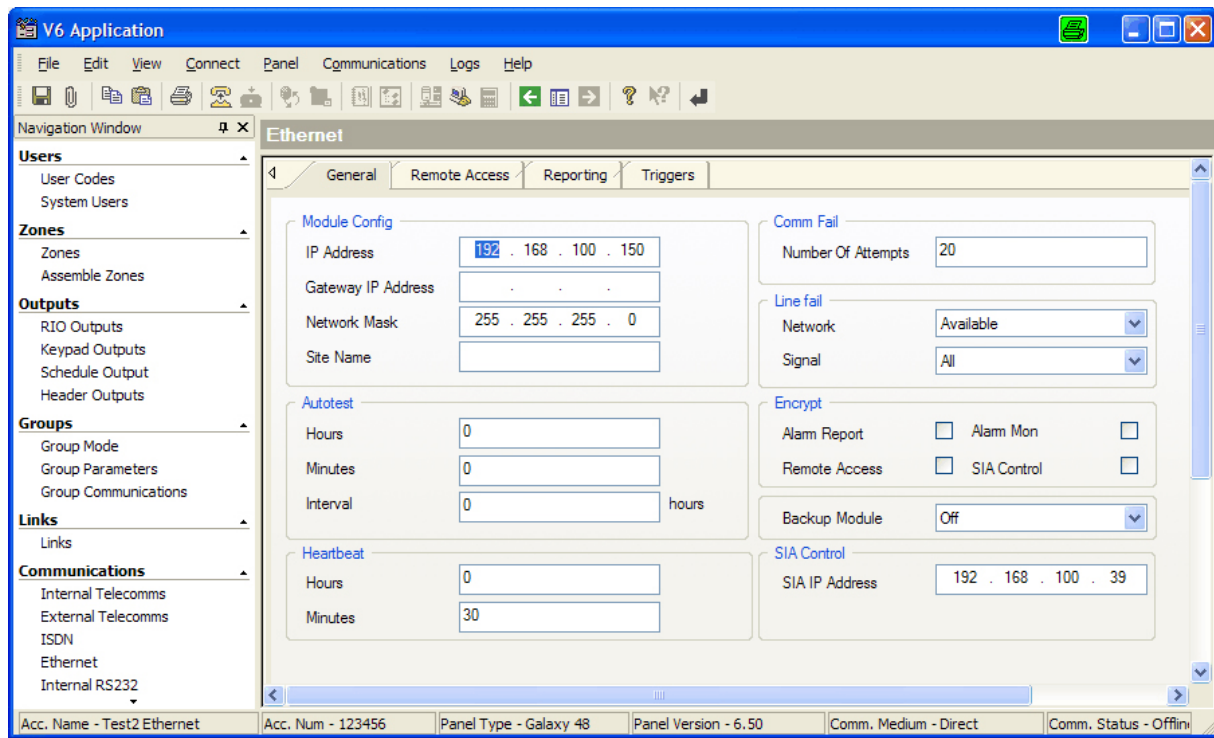 V6 Application
File Edit View Connect Panel Communications Logs Help
Navigation Window
Users
User Codes
System Users
Zones
Zones
Assemble Zones
Outputs
RIO Outputs
Keypad Outputs
Schedule Output
Header Outputs
Groups
Group Mode
Group Parameters
Group Communications
Links
Links
Communications
Internal Telecomms
External Telecomms
ISDN
Ethernet
Internal RS232
Ethernet
General Remote Access Reporting Triggers
Module Config
IP Address 192 . 168 . 100 . 150
Gateway IP Address . . .
Network Mask 255 . 255 . 255 . 0
Site Name
Autotest
Hours 0
Minutes 0
Interval 0 hours
Heartbeat
Hours 0
Minutes 30
Comm Fail
Number Of Attempts 20
Line fail
Network Available
Signal All
Encrypt
Alarm Report Alarm Mon
Remote Access SIA Control
Backup Module Off
SIA Control
SIA IP Address 192 . 168 . 100 . 39
Acc. Name - Test2 Ethernet Acc. Num - 123456 Panel Type - Galaxy 48 Panel Version - 6.50 Comm. Medium - Direct Comm. Status - Offlin